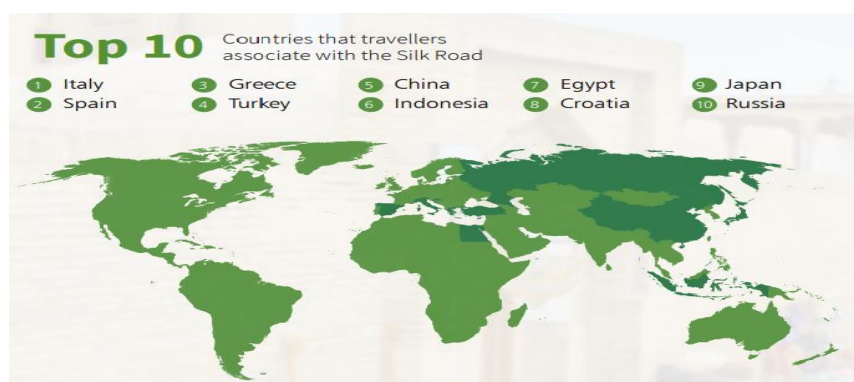 Top 10 Countries that travellers
associate with the Silk Road
1 Italy 3 Greece 5 China 7 Egypt 9 Japan
2 Spain 4 Turkey 6 Indonesia 8 Croatia 10 Russia